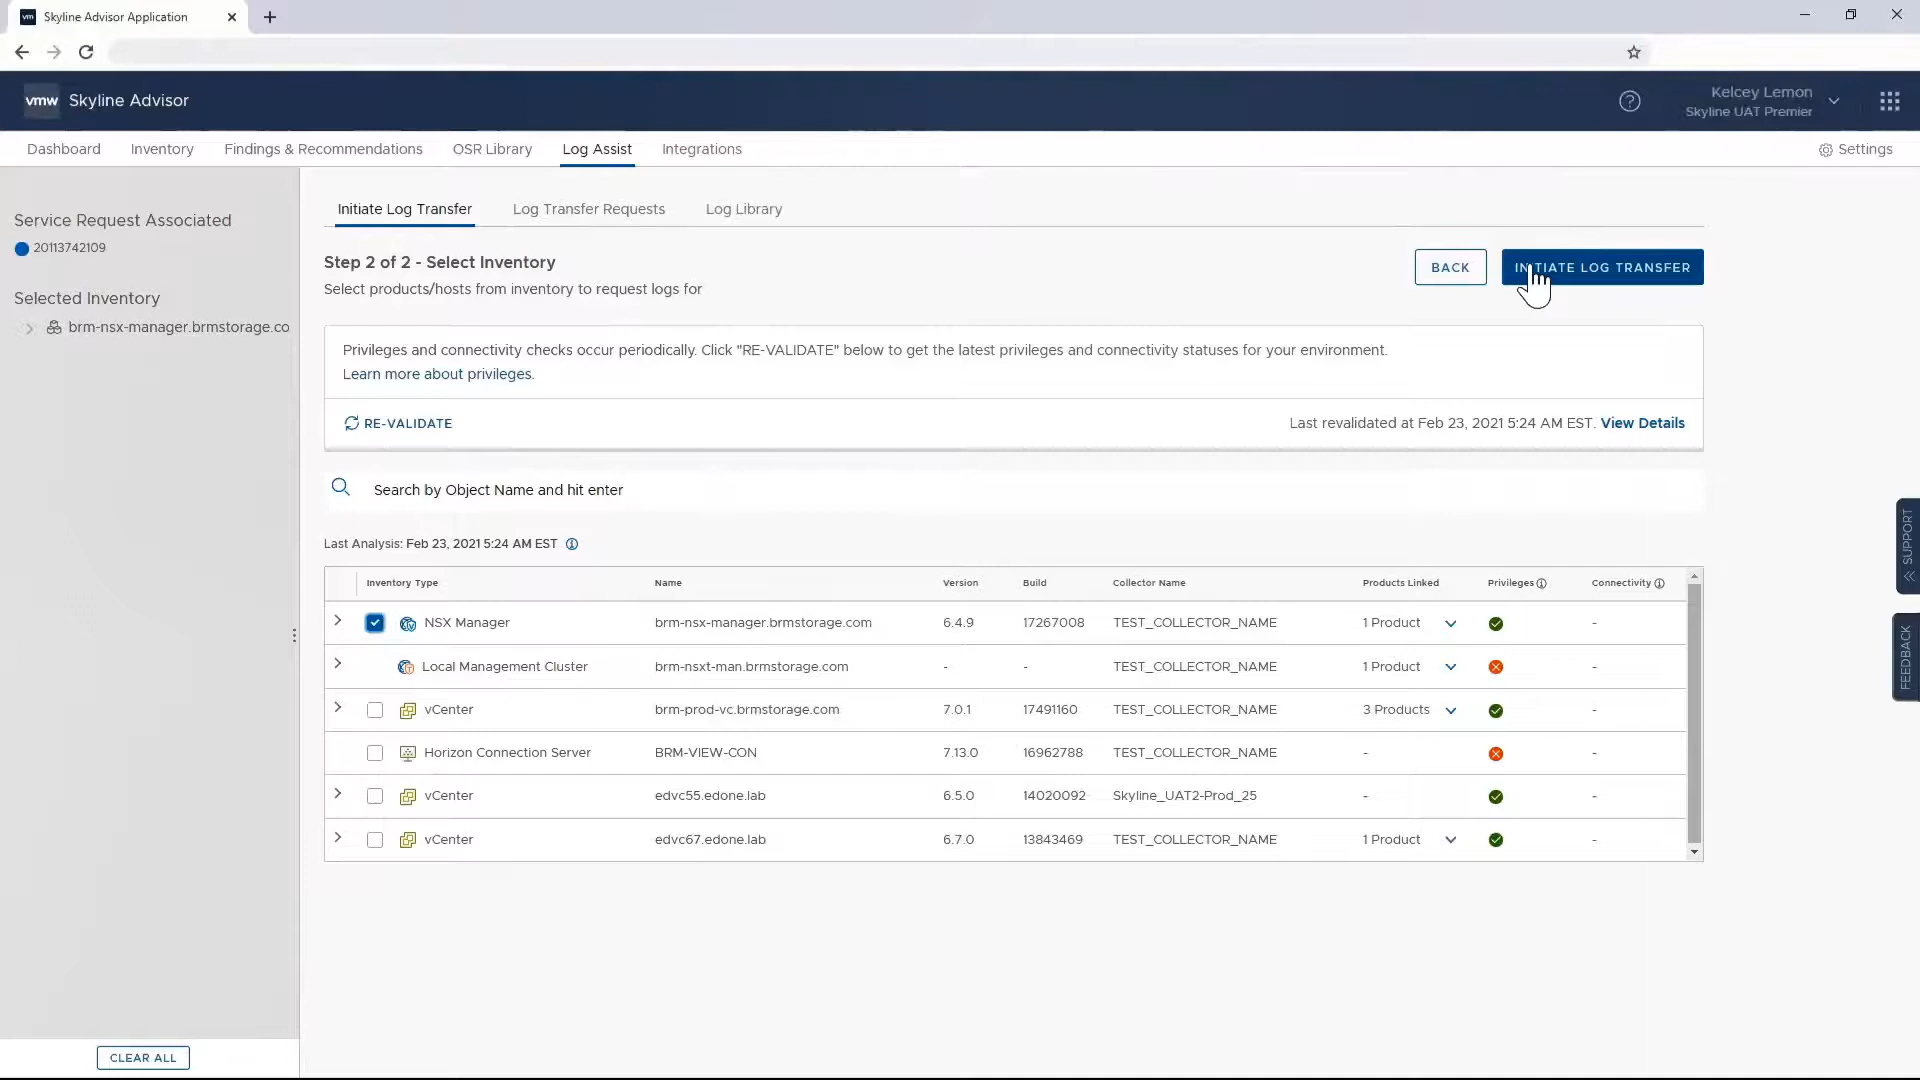 vm Skyline Advisor Application
vmw Skyline Advisor
Kelcey Lemon
Skyline UAT Premier
Dashboard Inventory Findings & Recommendations OSR Library Log Assist Integrations Settings
Service Request Associated
20113742109
Selected Inventory
brm-nsx-manager.brmstorage.co
CLEAR ALL
Initiate Log Transfer Log Transfer Requests Log Library
Step 2 of 2 - Select Inventory
Select products/hosts from inventory to request logs for
BACK INITIATE LOG TRANSFER
Privileges and connectivity checks occur periodically. Click "RE-VALIDATE" below to get the latest privileges and connectivity statuses for your environment.
Learn more about privileges.
RE-VALIDATE Last revalidated at Feb 23, 2021 5:24 AM EST. View Details
Search by Object Name and hit enter
Last Analysis: Feb 23, 2021 5:24 AM EST
Inventory Type Name Version Build Collector Name Products Linked Privileges Connectivity
NSX Manager brm-nsx-manager.brmstorage.com 6.4.9 17267008 TEST_COLLECTOR_NAME 1 Product -
Local Management Cluster brm-nsxt-man.brmstorage.com - - TEST_COLLECTOR_NAME 1 Product -
vCenter brm-prod-vc.brmstorage.com 7.0.1 17491160 TEST_COLLECTOR_NAME 3 Products -
Horizon Connection Server BRM-VIEW-CON 7.13.0 16962788 TEST_COLLECTOR_NAME - -
vCenter edvc55.edone.lab 6.5.0 14020092 Skyline_UAT2-Prod_25 - -
vCenter edvc67.edone.lab 6.7.0 13843469 TEST_COLLECTOR_NAME 1 Product -
SUPPORT
FEEDBACK